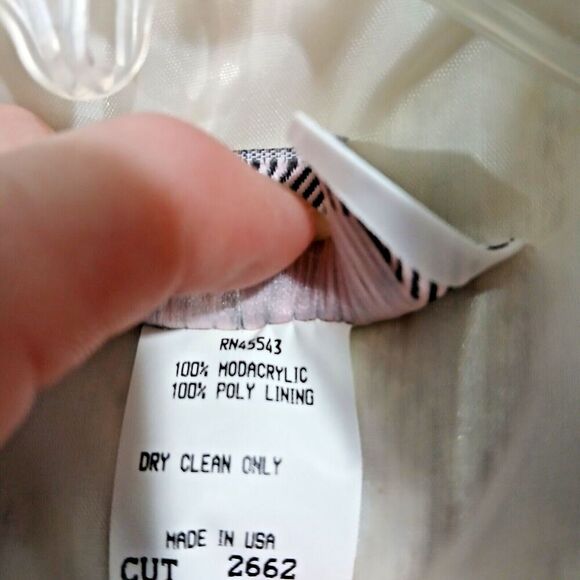 RN45543
100% MODACRYLIC
100% POLY LINING
DRY CLEAN ONLY
MADE IN USA
CUT 2662